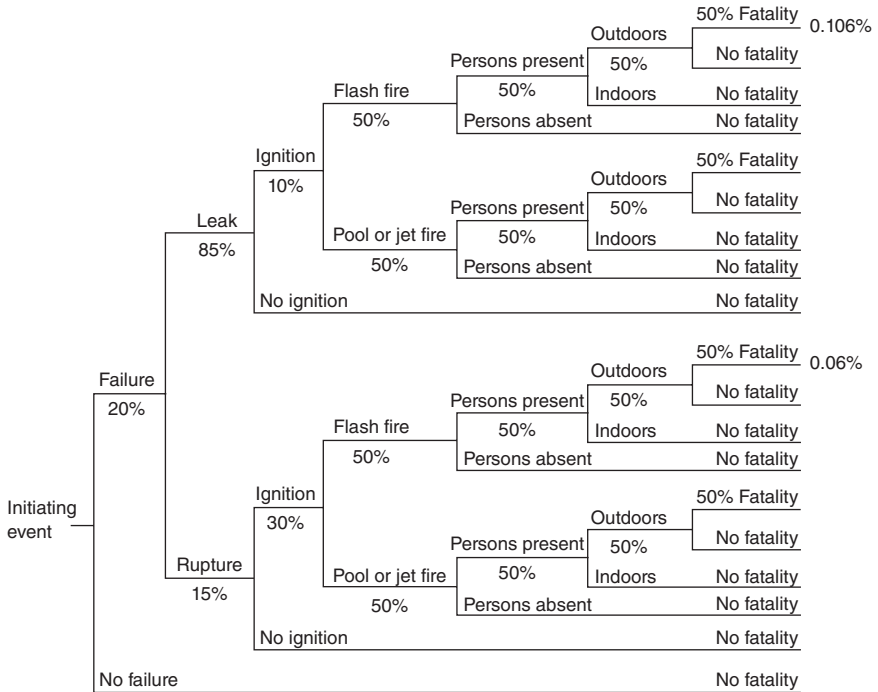 50% Fatality
0.106%
Outdoors
No fatality
Persons present
50%
Flash fire
50%
Indoors
No fatality
50%
Persons absent
No fatality
Ignition
50% Fatality
10%
Outdoors
No fatality
Persons present
50%
Leak
Pool or jet fire
50%
Indoors
No fatality
85%
50%
Persons absent
No fatality
No ignition
No fatality
50% Fatality
0.06%
Outdoors
Failure
No fatality
20%
Persons present
50%
Flash fire
50%
Indoors
No fatality
50%
Persons absent
No fatality
Ignition
50% Fatality
Initiating
event
30%
Outdoors
No fatality
Persons present
50%
Rupture
Pool or jet fire
50%
Indoors
No fatality
15%
50%
Persons absent
No fatality
No ignition
No fatality
No failure
No fatality